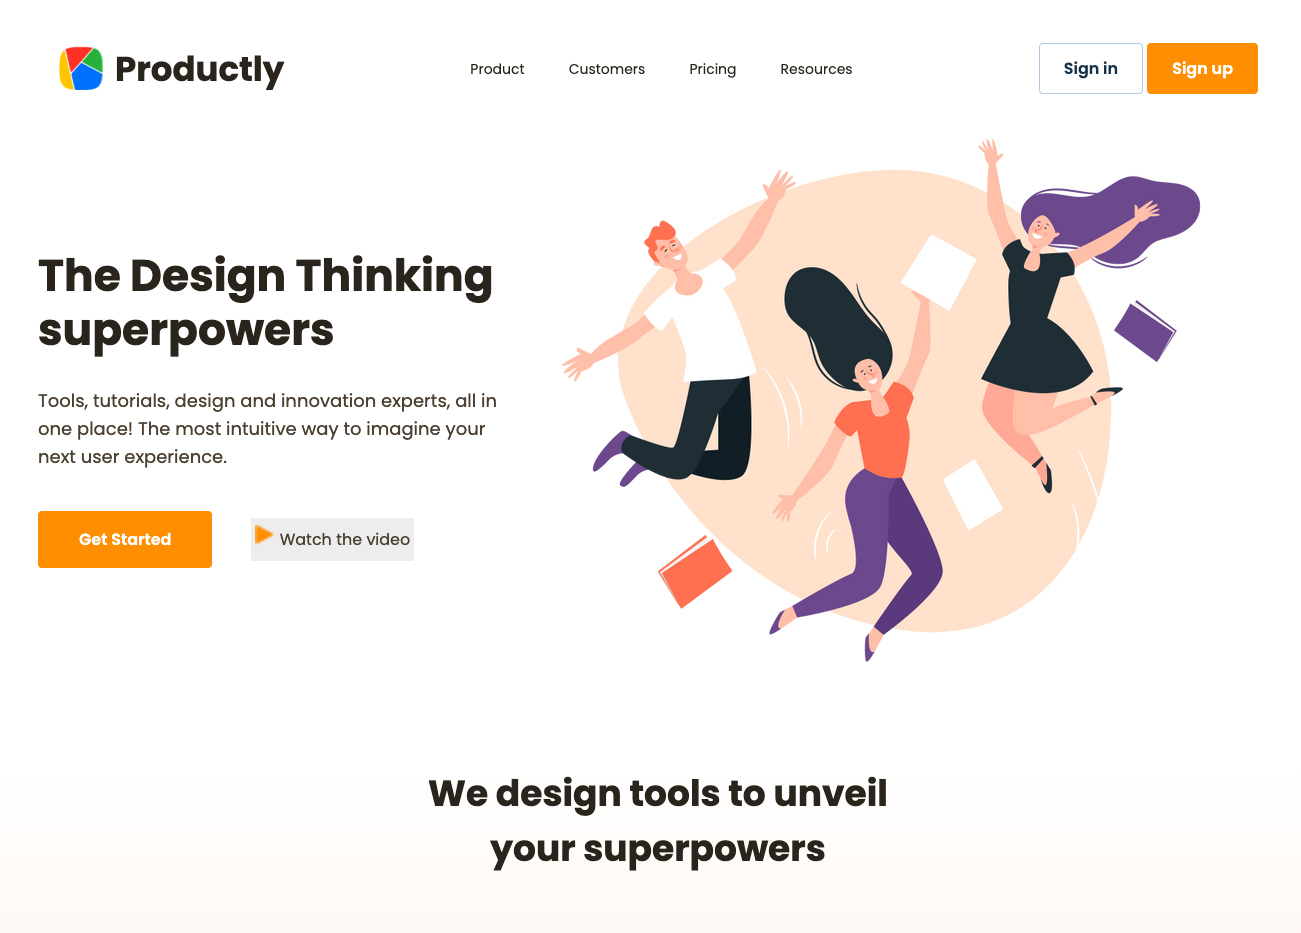 Productly
Product
Customers
Pricing
Resources
Sign in
Sign up
The Design Thinking
superpowers
Tools, tutorials, design and innovation experts, all in
one place! The most intuitive way to imagine your
next user experience.
Get Started
Watch the video
We design tools to unveil
your superpowers